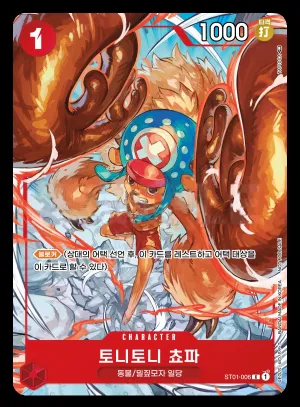 1
1000
타격
打
블로커 (상대의 어택 선언 후, 이 카드를 레스트하고 어택 대상을
이 카드로 할 수 있다)
CHARACTER
토니토니 쵸파
동물/밀짚모자 일당
ST01-006 C 1